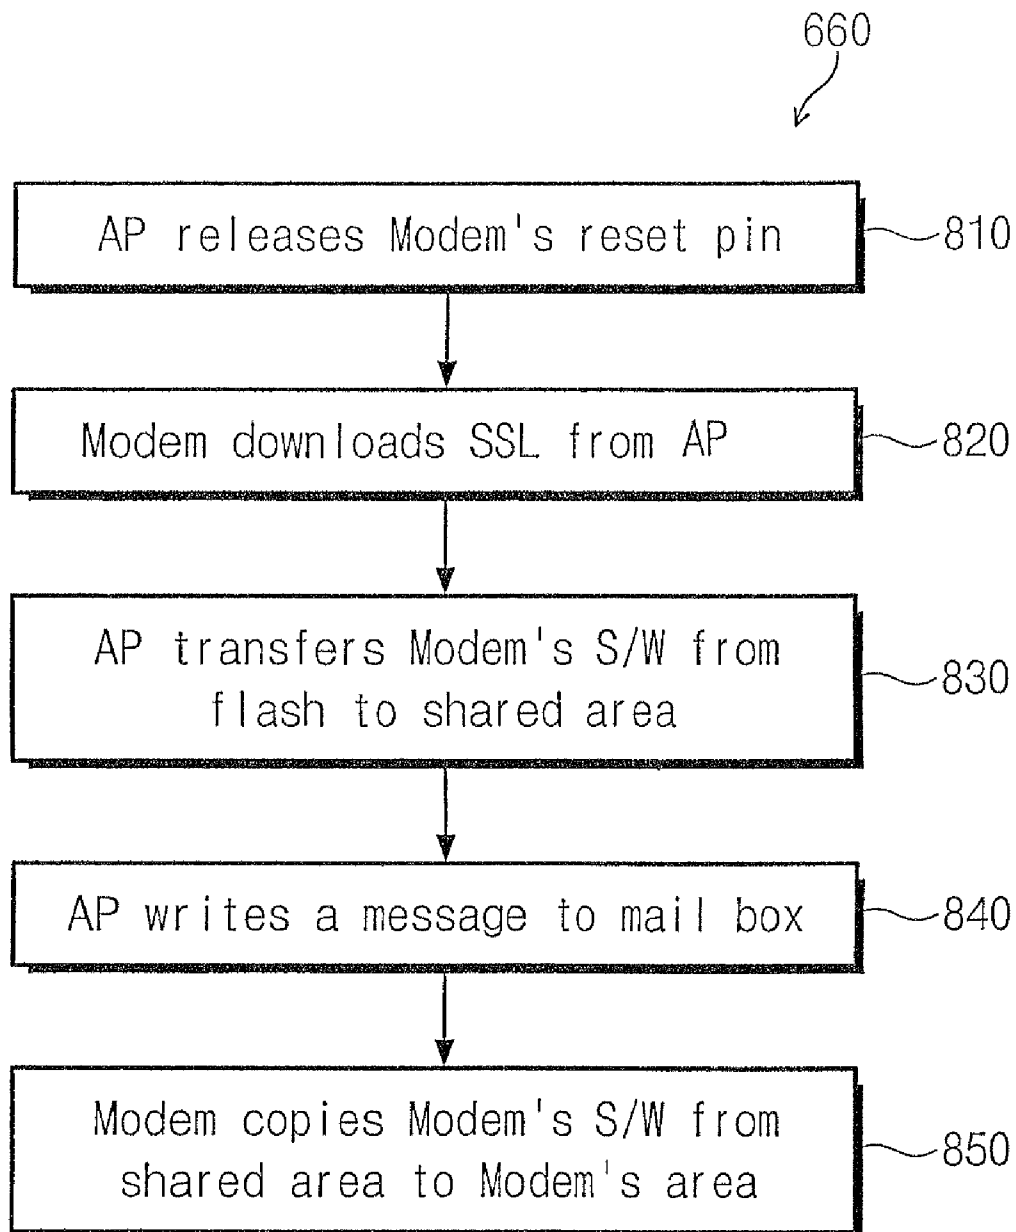 660
AP releases Modem's reset pin
810
Modem downloads SSL from AP
820
AP transfers Modem's S/W from
flash to shared area
830
AP writes a message to mail box
840
Modem copies Modem's S/W from
shared area to Modem's area
850